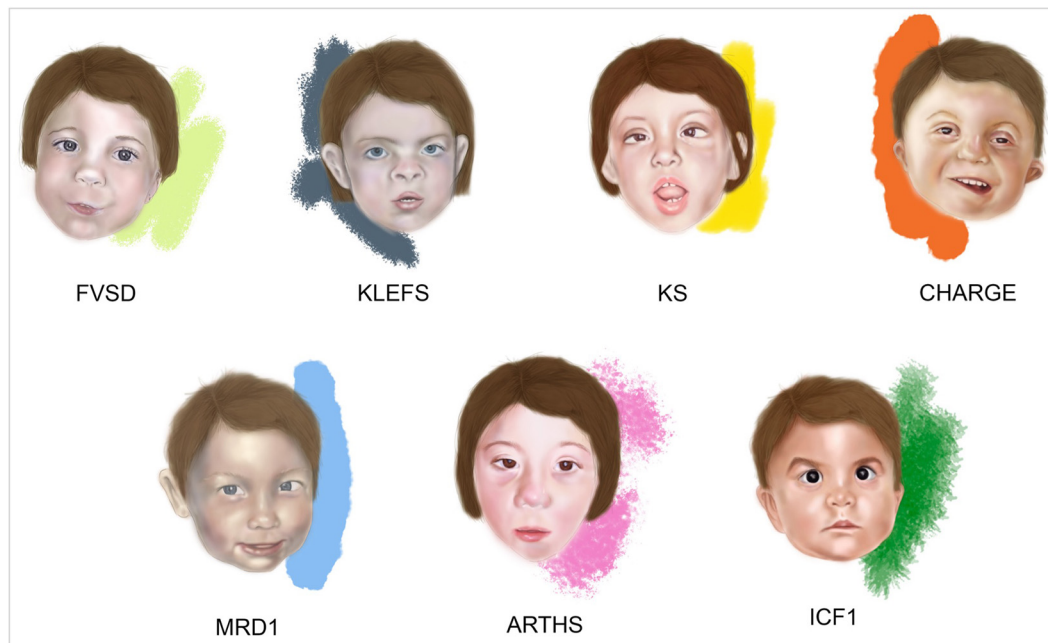 FVSD
KLEFS
KS
CHARGE
MRD1
ARTHS
ICF1